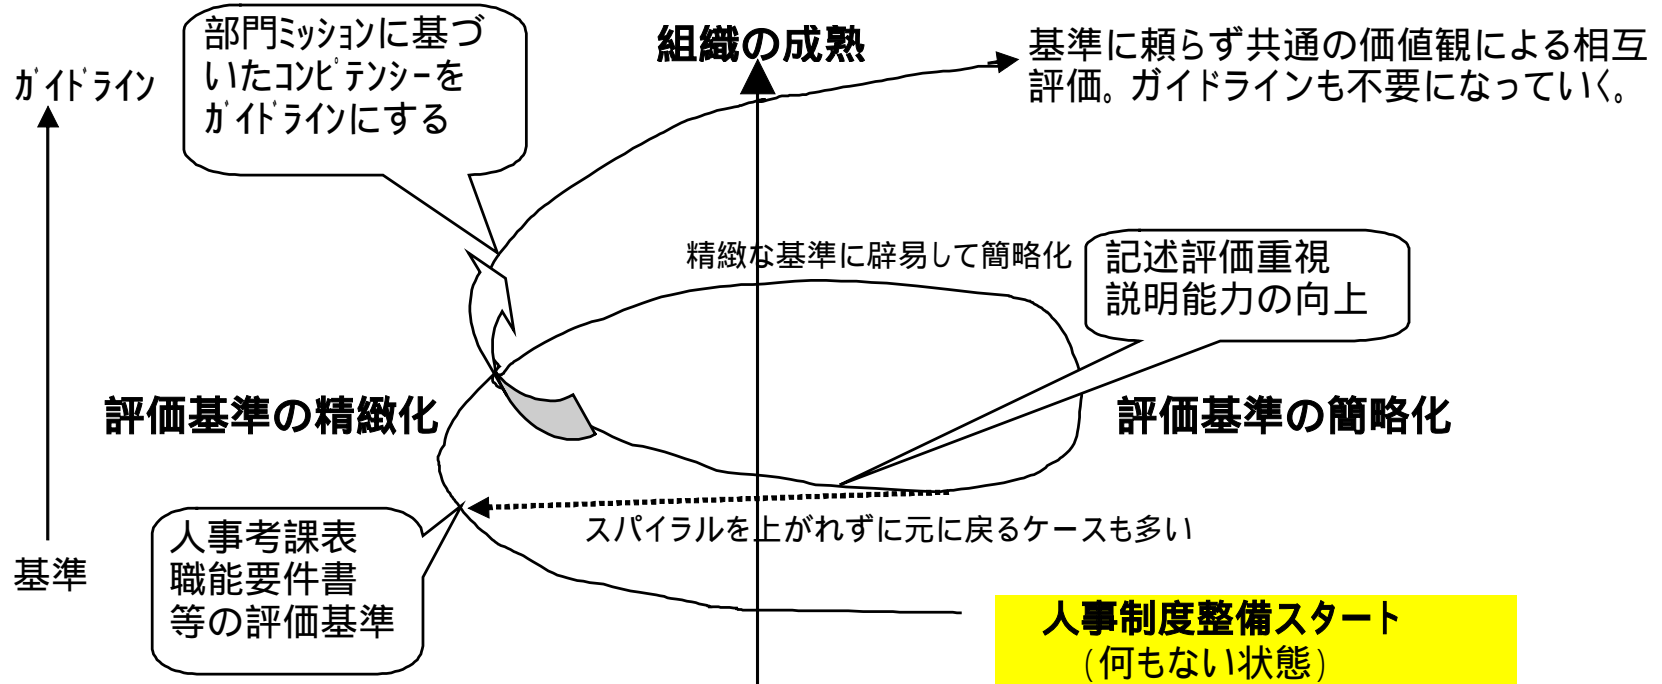 部門ミッションに基づ
いたコンピテンシーを
ガイドラインにする
組織の成熟
基準に頼らず共通の価値観による相互
評価。ガイドラインも不要になっていく。
ガイドライン
精緻な基準に辟易して簡略化
記述評価重視
説明能力の向上
評価基準の精緻化
評価基準の簡略化
スパイラルを上がれずに元に戻るケースも多い
基準
人事考課表
職能要件書
等の評価基準
人事制度整備スタート
(何もない状態)